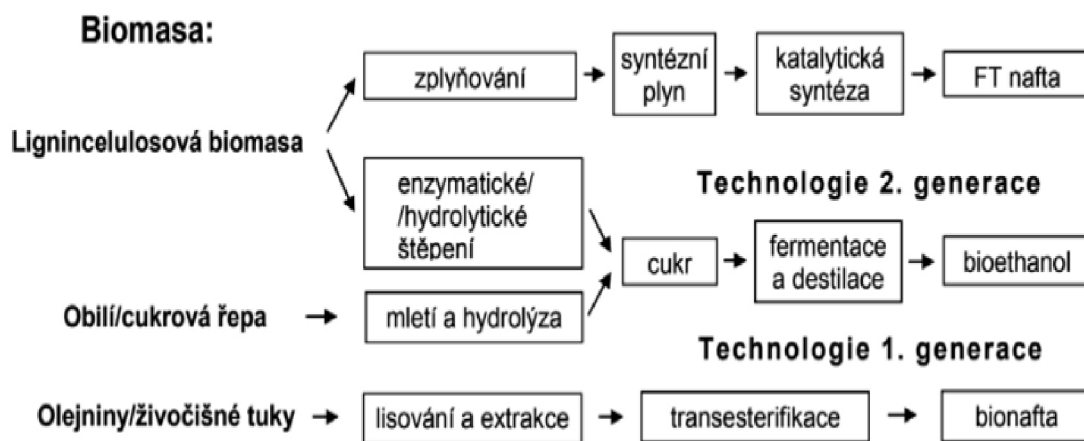 Biomasa:
zplyňování
syntézní
plyn
katalytická
syntéza
FT nafta
Lignincelulosová biomasa
enzymatické/
/hydrolytické
štěpení
Technologie 2. generace
cukr
fermentace
a destilace
bioethanol
Obilí/cukrová řepa
mletí a hydrolýza
Technologie 1. generace
Olejniny/živočišné tuky
lisování a extrakce
transesterifikace
bionafta